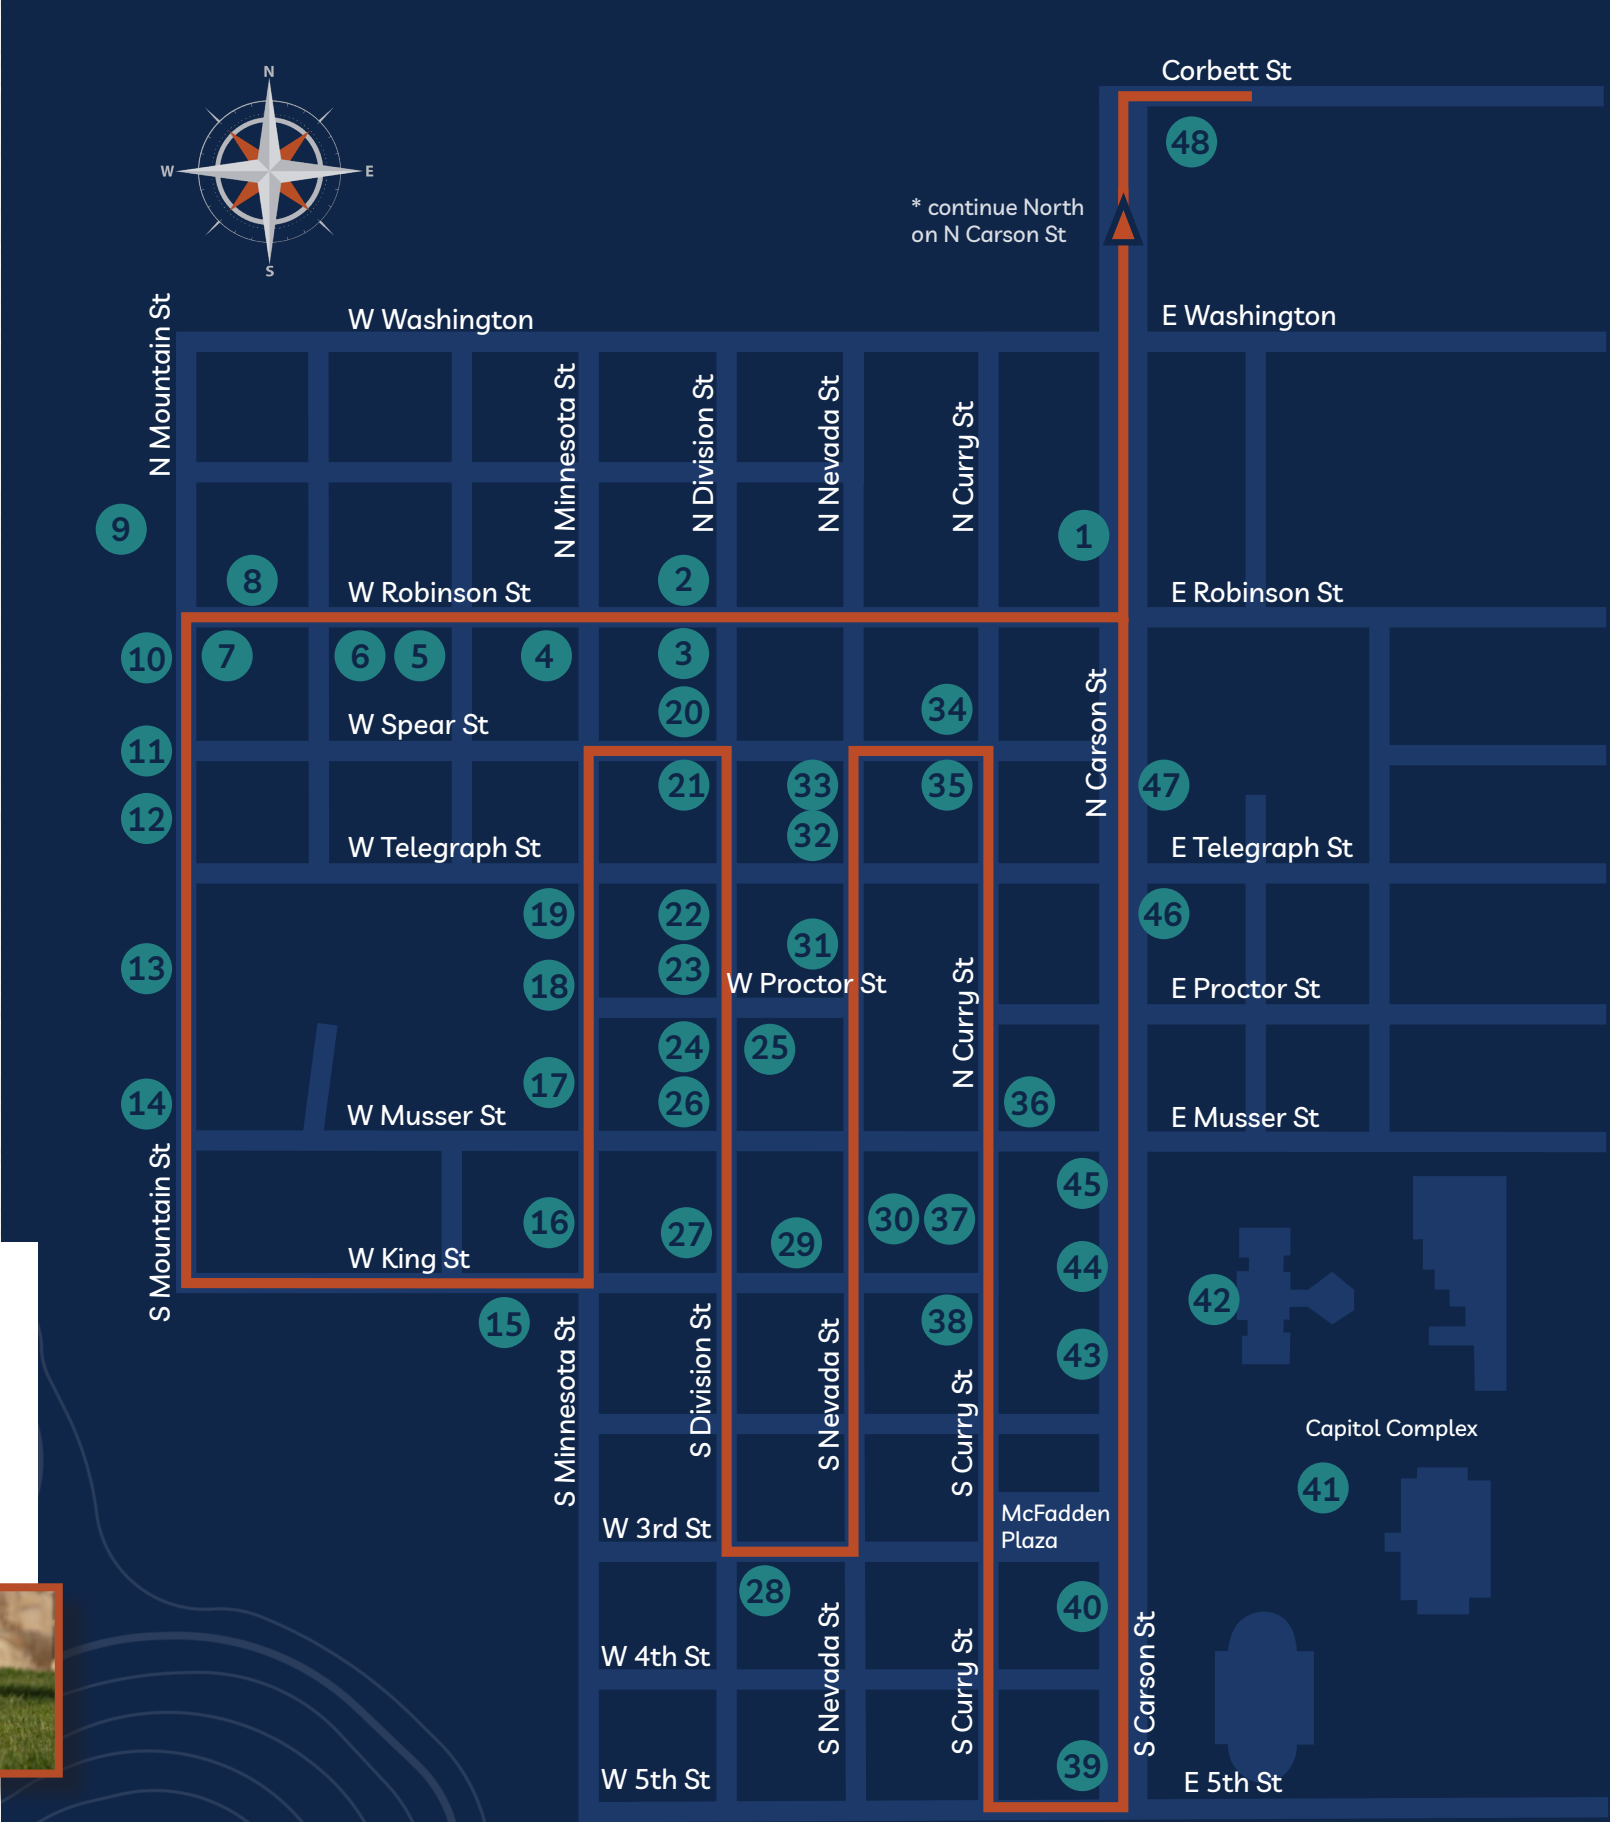 Corbett St
N
48
W
E
* continue North
on N Carson St
S
N Mountain St
W Washington
E Washington
N Minnesota St
N Division St
N Nevada St
N Curry St
9
1
8
2
W Robinson St
E Robinson St
10
7
6
5
4
3
20
34
W Spear St
N Carson St
11
21
33
35
47
12
32
W Telegraph St
E Telegraph St
19
22
46
31
13
18
23
W Proctor St
E Proctor St
N Curry St
24
25
17
14
26
36
W Musser St
E Musser St
S Mountain St
45
16
27
29
30
37
W King St
44
42
15
38
43
S Minnesota St
S Division St
S Nevada St
S Curry St
Capitol Complex
41
McFadden
Plaza
W 3rd St
28
40
S Nevada St
S Curry St
S Carson St
W 4th St
39
W 5th St
E 5th St